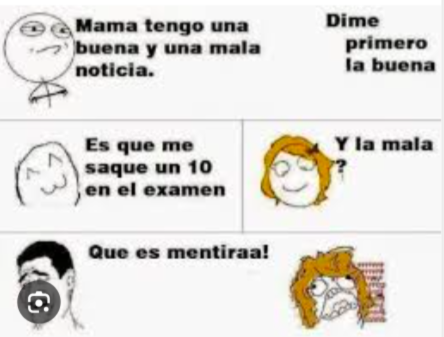 Mama tengo una
buena y una mala
noticia.
Dime
primero
la buena
Es que me
saque un 10
en el examen
Y la mala
?
Que es mentiraa!